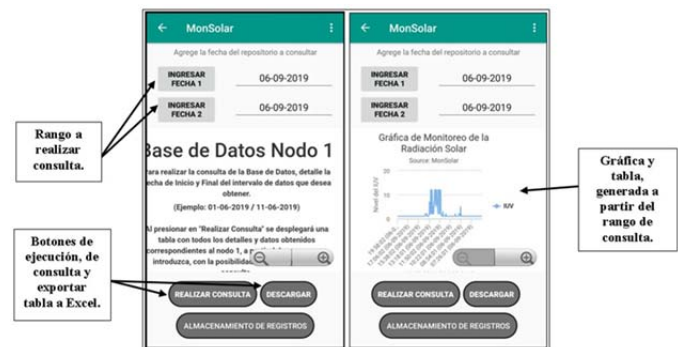 MonSolar
Agrege la fecha del repositorio a consultar
INGRESAR
FECHA 1
06-09-2019
INGRESAR
FECHA 2
06-09-2019
Base de Datos Nodo 1
Para realizar la consulta de la Base de Datos, detalle la
fecha de Inicio y Final del intervalo de datos que desea
obtener.
(Ejemplo: 01-06-2019 / 11-06-2019)
Al presionar en "Realizar Consulta" se desplegará una
tabla con todos los detalles y datos obtenidos
correspondientes al nodo 1, a
introduzca, con la posibilidad
REALIZAR CONSULTA
DESCARGAR
ALMACENAMIENTO DE REGISTROS
MonSolar
Agrege la fecha del repositorio a consultar
INGRESAR
FECHA 1
06-09-2019
INGRESAR
FECHA 2
06-09-2019
Gráfica de Monitoreo de la
Radiación Solar
Source: MonSolar
Nivel del IUV
20
10
0
IUV
REALIZAR CONSULTA
DESCARGAR
ALMACENAMIENTO DE REGISTROS
Rango a
realizar
consulta.
Botones de
ejecución, de
consulta y
exportar
tabla a Excel.
Gráfica y
tabla,
generada a
partir del
rango de
consulta.